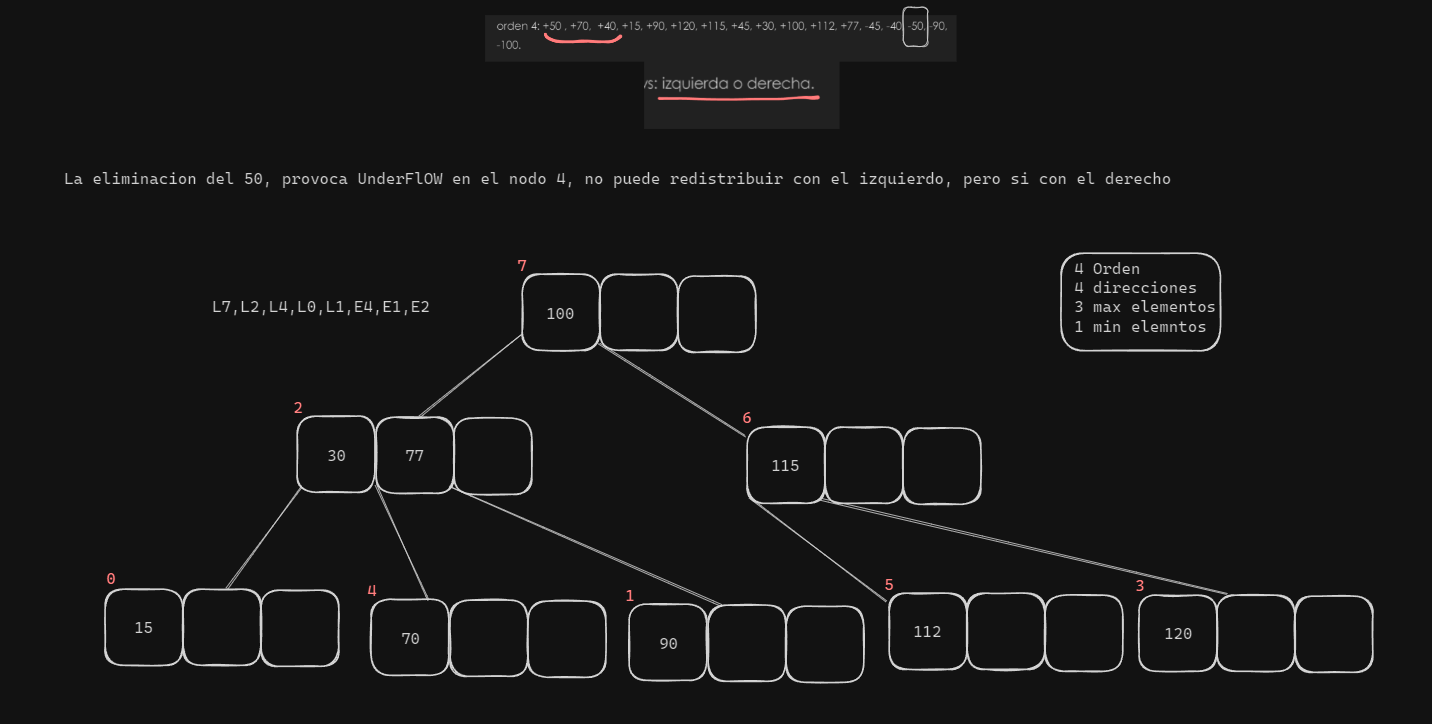 orden 4: +50 , +70, +40, +15, +90, +120, +115, +45, +30, +100, +112, +77, -45, -40, -50, -90,
-100.
izquierda o derecha.
La eliminacion del 50, provoca UnderFlOW en el nodo 4, no puede redistribuir con el izquierdo, pero si con el derecho
4 Orden
4 direcciones
3 max elementos
1 min elemntos
L7,L2,L4,L0,L1,E4,E1,E2
7
100
2
30 77
6
115
0
15
4
70
1
90
5
112
3
120